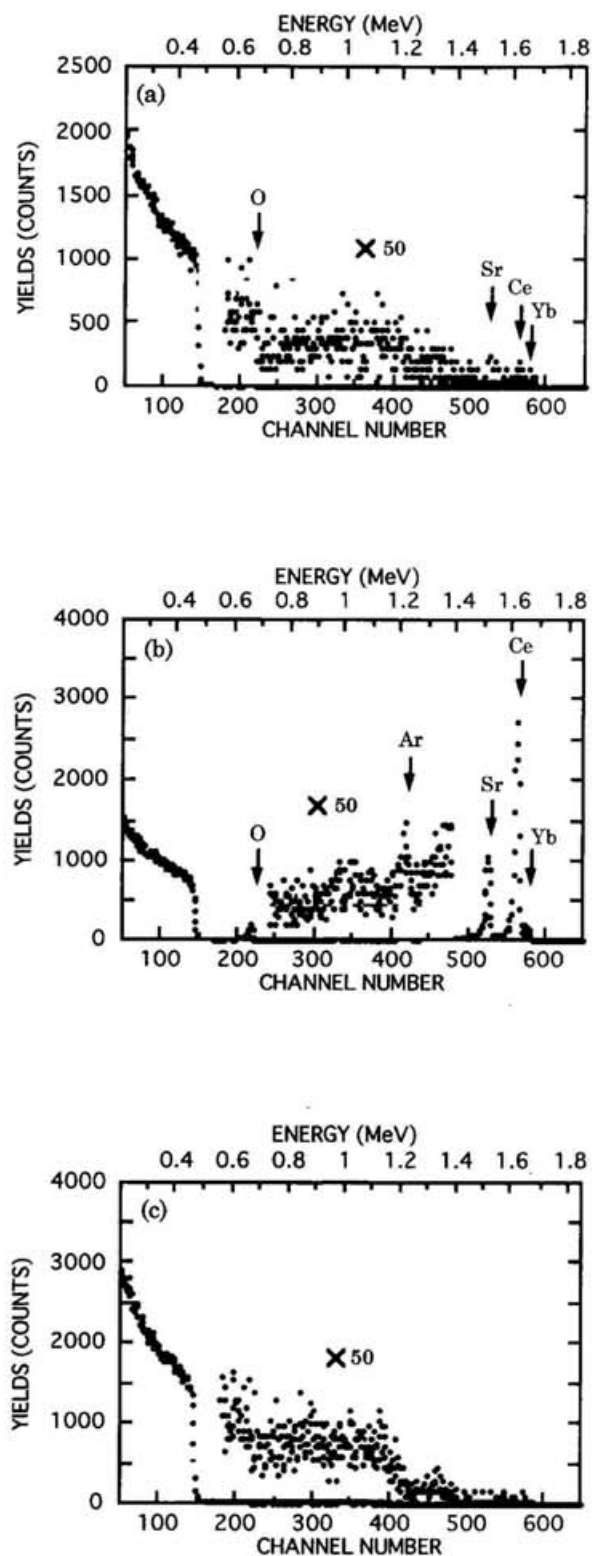 ENERGY (MeV)
0.4 0.6 0.8 1 1.2 1.4 1.6 1.8
2500
(a)
2000
1500
1000
500
0
YIELDS (COUNTS)
O
50
Sr
Ce
Yb
100 200 300 400 500 600
CHANNEL NUMBER
ENERGY (MeV)
0.4 0.6 0.8 1 1.2 1.4 1.6 1.8
4000
(b)
3000
2000
1000
0
YIELDS (COUNTS)
O
50
Ar
Sr
Ce
Yb
100 200 300 400 500 600
CHANNEL NUMBER
ENERGY (MeV)
0.4 0.6 0.8 1 1.2 1.4 1.6 1.8
4000
(c)
3000
2000
1000
0
YIELDS (COUNTS)
50
100 200 300 400 500 600
CHANNEL NUMBER